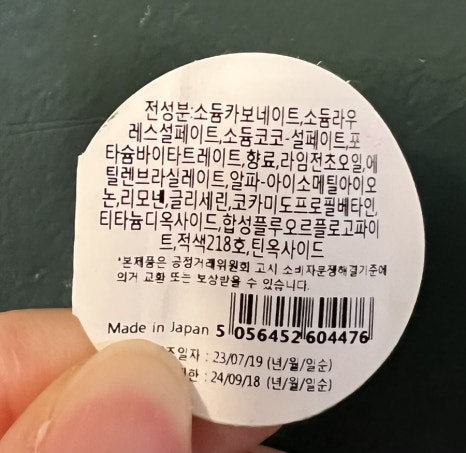 전성분:소듐카보네이트,소듐라우
레스설페이트,소듐코코-설페이트,포
타슘바이타트레이트,향료,라임전초오일,에
틸렌브라실레이트,알파-아이소메틸아이오
논,리모넨,글리세린,코카미도프로필베타인,
티타늄디옥사이드,합성플루오르플로고파이
트,적색218호,틴옥사이드
*본제품은 공정거래위원회 고시 소비자분쟁해결기준에
의거 교환 또는 보상받을 수 있습니다.
Made in Japan 5 056452 604476
조일자 : 23/07/19 (년/월/일순)
한 : 24/09/18 (년/월/일순)